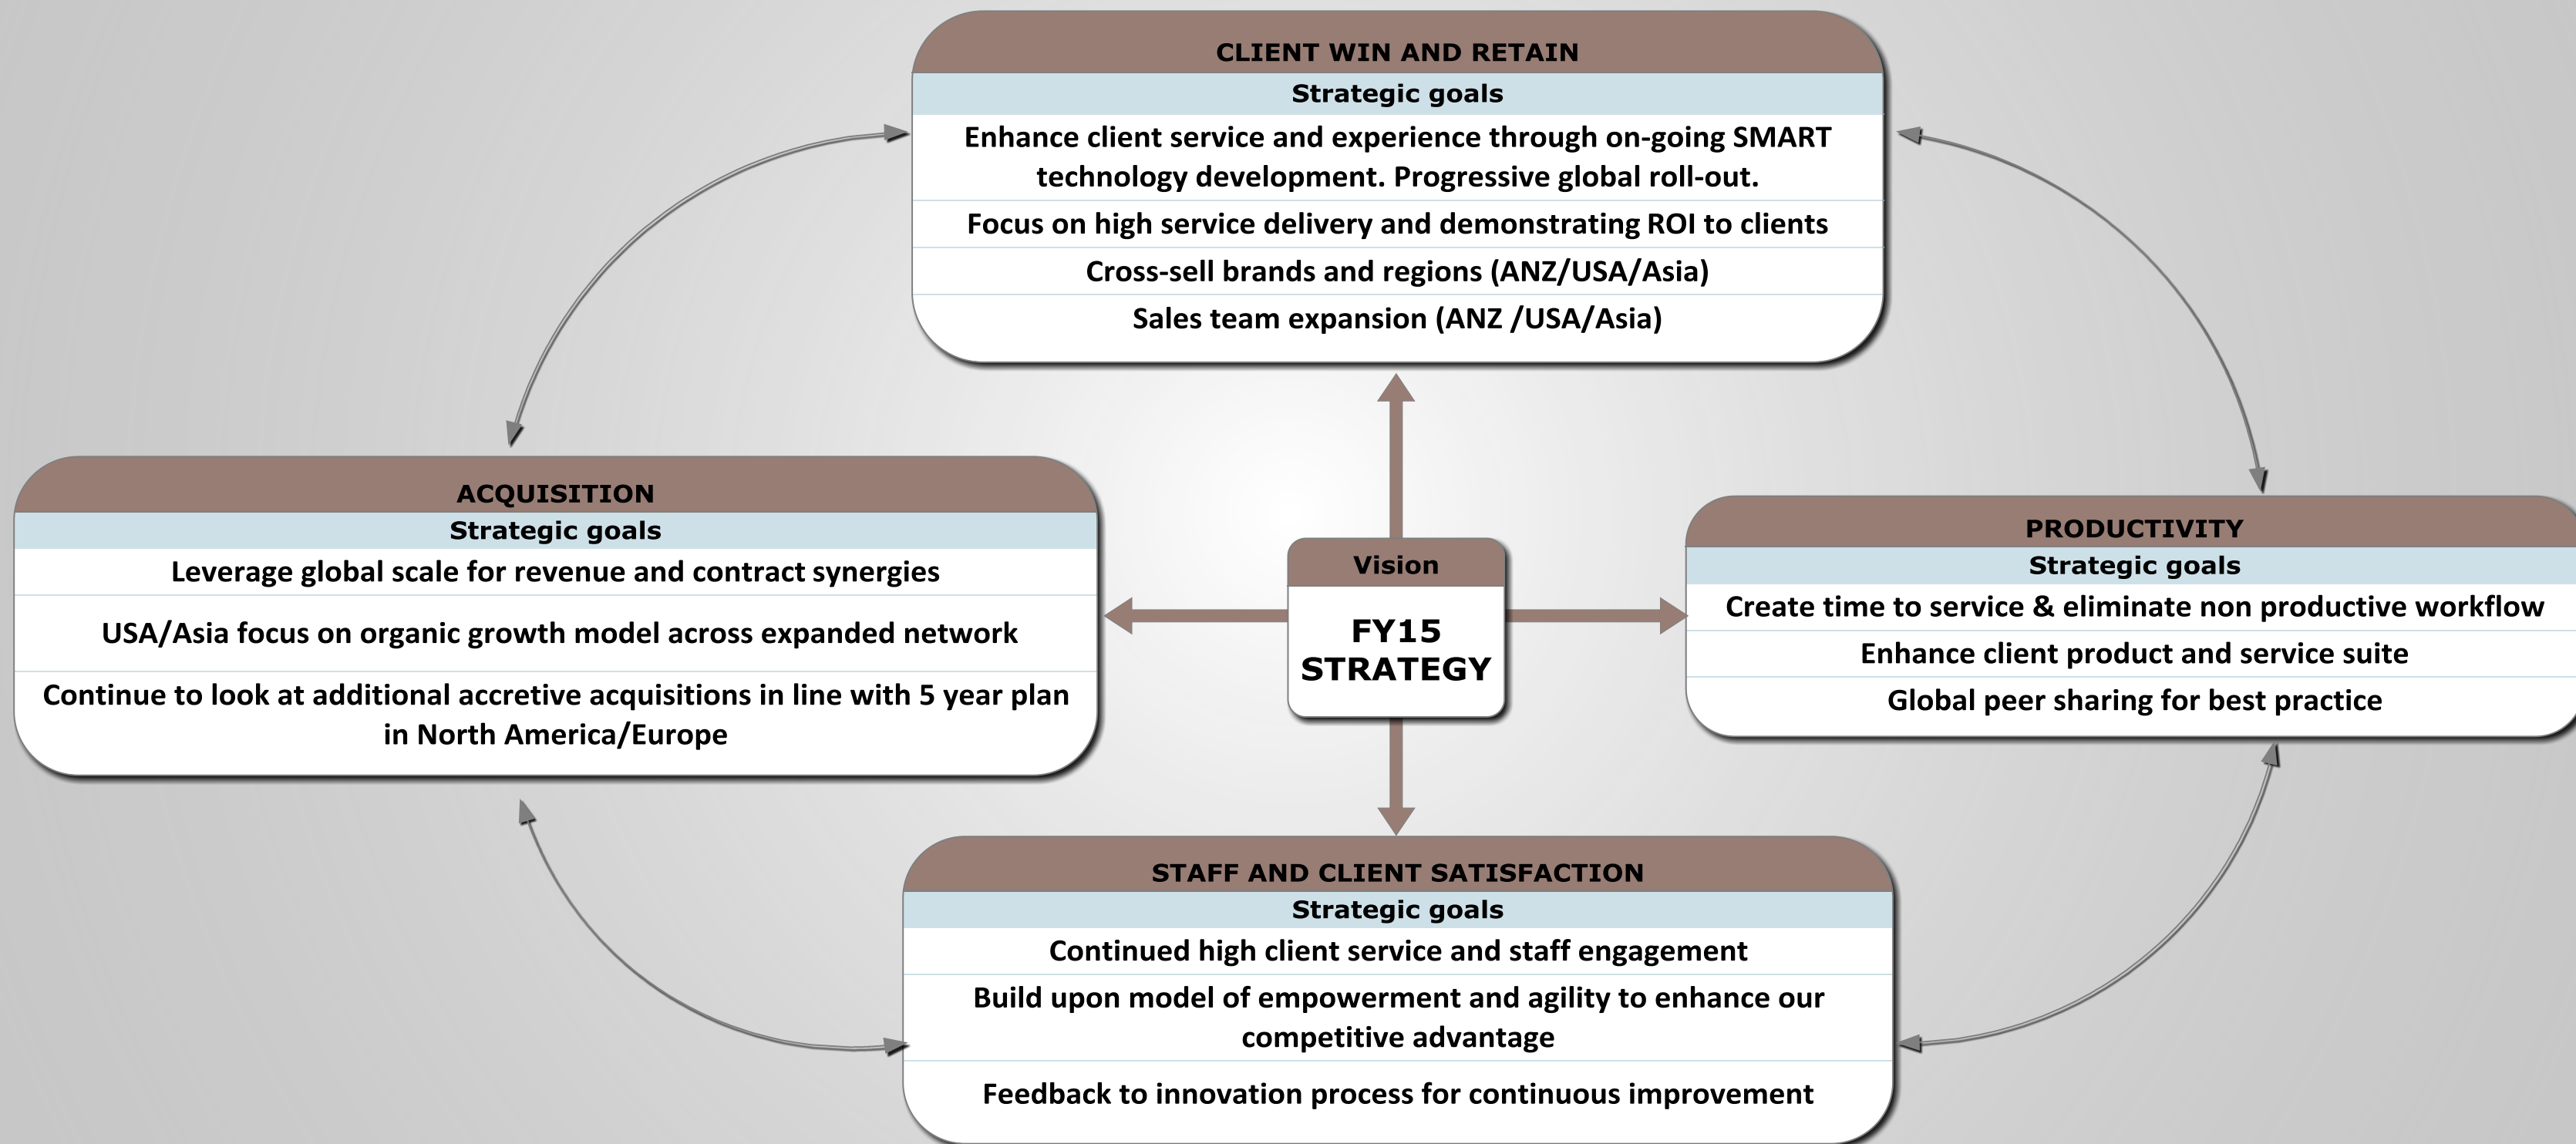 CLIENT WIN AND RETAIN
Strategic goals
Enhance client service and experience through on-going SMART
technology development. Progressive global roll-out.
Focus on high service delivery and demonstrating ROI to clients
Cross-sell brands and regions (ANZ/USA/Asia)
Sales team expansion (ANZ /USA/Asia)
ACQUISITION
Strategic goals
Leverage global scale for revenue and contract synergies
USA/Asia focus on organic growth model across expanded network
Continue to look at additional accretive acquisitions in line with 5 year plan
in North America/Europe
Vision
FY15
STRATEGY
PRODUCTIVITY
Strategic goals
Create time to service & eliminate non productive workflow
Enhance client product and service suite
Global peer sharing for best practice
STAFF AND CLIENT SATISFACTION
Strategic goals
Continued high client service and staff engagement
Build upon model of empowerment and agility to enhance our
competitive advantage
Feedback to innovation process for continuous improvement